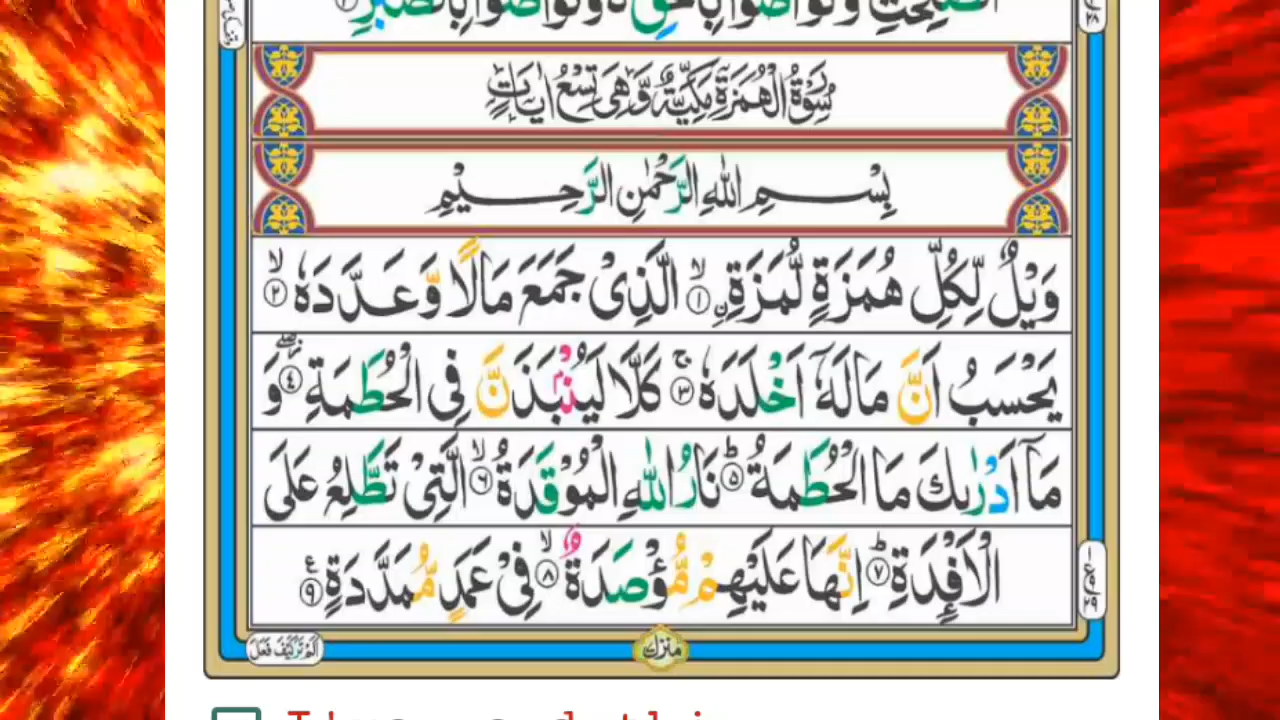 سُوْرَةُ الْهُمَزَةِ مَكِّيَّةٌ وَّهِيَ تِسْعُ اٰيَاتٍ
بِسْمِ اللّٰهِ الرَّحْمٰنِ الرَّحِيْمِ
وَيْلٌ لِّكُلِّ هُمَزَةٍ لُّمَزَةِ ۙ۝۱ ن الَّذِيْ جَمَعَ مَالًا وَّعَدَّدَهٗ ۙ۝۲
يَحْسَبُ اَنَّ مَالَهٗۤ اَخْلَدَهٗ ۚ۝۳ كَلَّا لَيُنْۢبَذَنَّ فِي الْحُطَمَةِ ۝۴ وَ
مَاۤ اَدْرٰىكَ مَا الْحُطَمَةُ ؕ۝۵ نَارُ اللّٰهِ الْمُوْقَدَةُ ۙ۝۶ الَّتِيْ تَطَّلِعُ عَلَى
الْاَفْـِٕدَةِ ؕ۝۷ اِنَّهَا عَلَيْهِمْ مُّؤْصَدَةٌ ۙ۝۸ فِيْ عَمَدٍ مُّمَدَّدَةٍ ۝۹ ع
منزل
اَلَمْ تَرَ كَيْفَ فَعَلَ